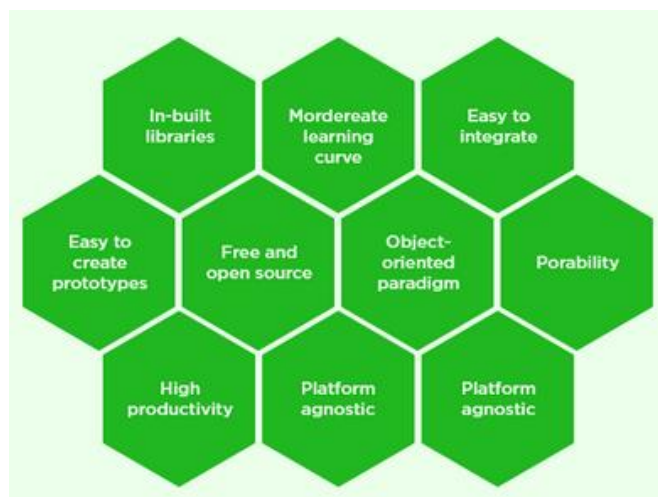 In-built
libraries
Mordereate
learning
curve
Easy to
integrate
Easy to
create
prototypes
Free and
open source
Object-
oriented
paradigm
Porability
High
productivity
Platform
agnostic
Platform
agnostic